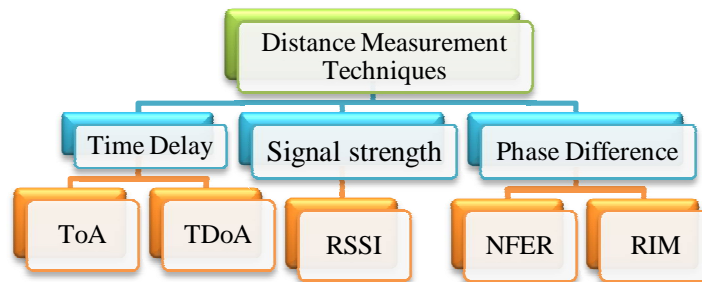 Distance Measurement
Techniques
Time Delay
Signal strength
Phase Difference
ToA
TDoA
RSSI
NFER
RIM